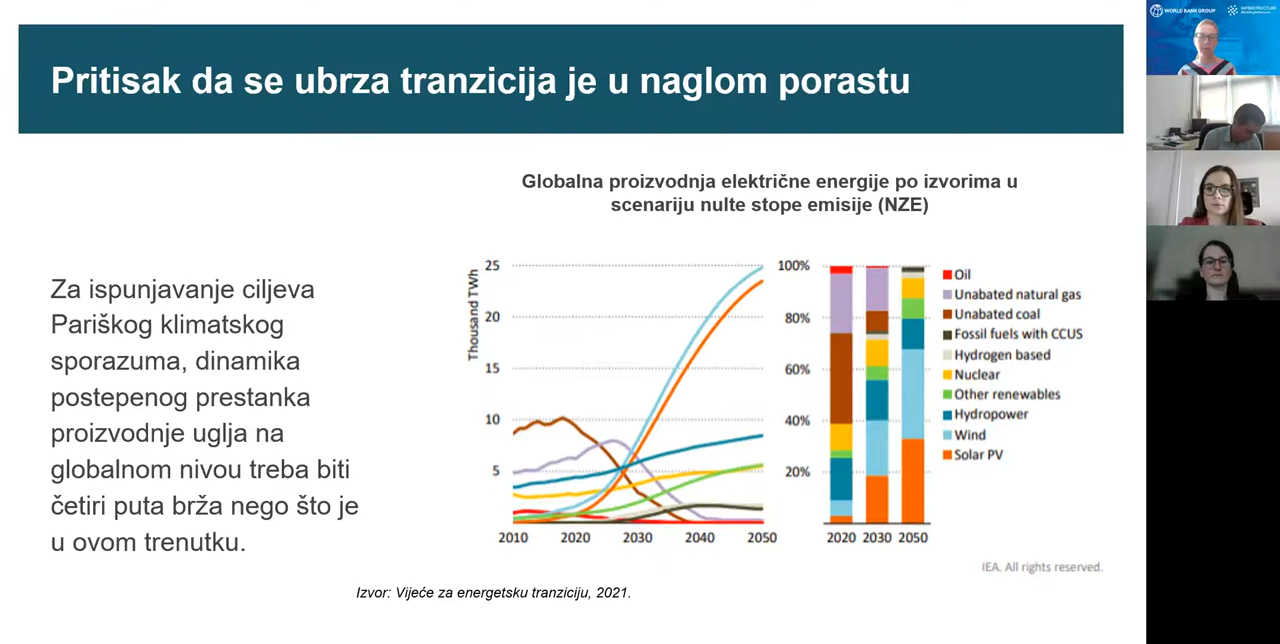 Pritisak da se ubrza tranzicija je u naglom porastu
Za ispunjavanje ciljeva
Pariškog klimatskog
sporazuma, dinamika
postepenog prestanka
proizvodnje uglja na
globalnom nivou treba biti
četiri puta brža nego što je
u ovom trenutku.
Globalna proizvodnja električne energije po izvorima u
scenariju nulte stope emisije (NZE)
Thousand TWh
25
20
15
10
5
2010 2020 2030 2040 2050
100%
80%
60%
40%
20%
2020 2030 2050
Oil
Unabated natural gas
Unabated coal
Fossil fuels with CCUS
Hydrogen based
Nuclear
Other renewables
Hydropower
Wind
Solar PV
IEA. All rights reserved.
Izvor: Vijeće za energetsku tranziciju, 2021.
WORLD BANK GROUP
INFRASTRUCTURE